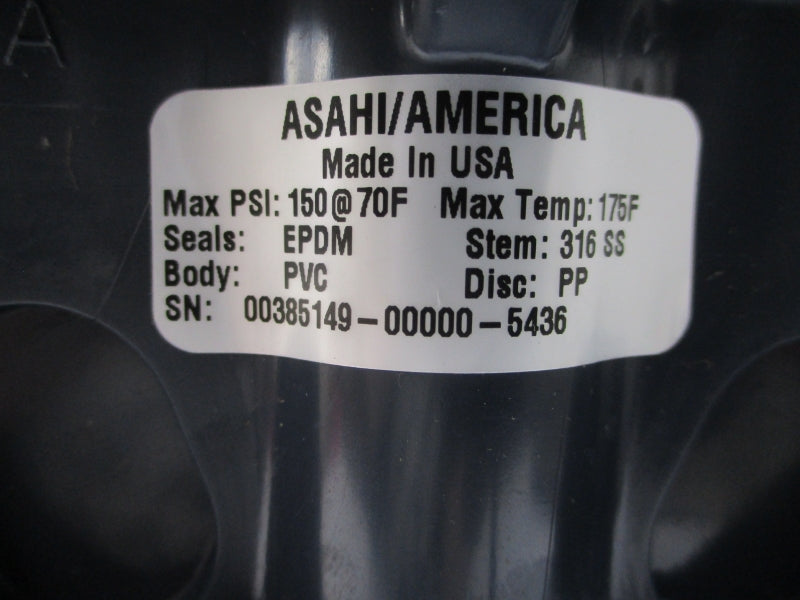 A
ASAHI/AMERICA
Made In USA
Max PSI: 150@70F Max Temp: 175F
Seals: EPDM Stem: 316 SS
Body: PVC Disc: PP
SN: 00385149-00000-5436